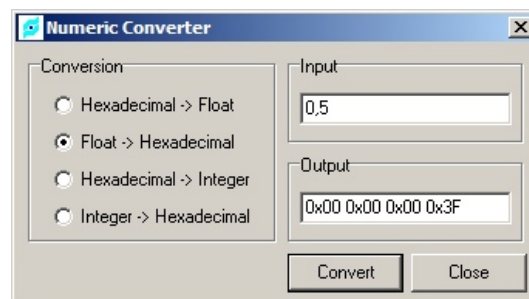 Numeric Converter
Conversion
Hexadecimal -> Float
Float -> Hexadecimal
Hexadecimal -> Integer
Integer -> Hexadecimal
Input
0,5
Output
0x00 0x00 0x00 0x3F
Convert
Close